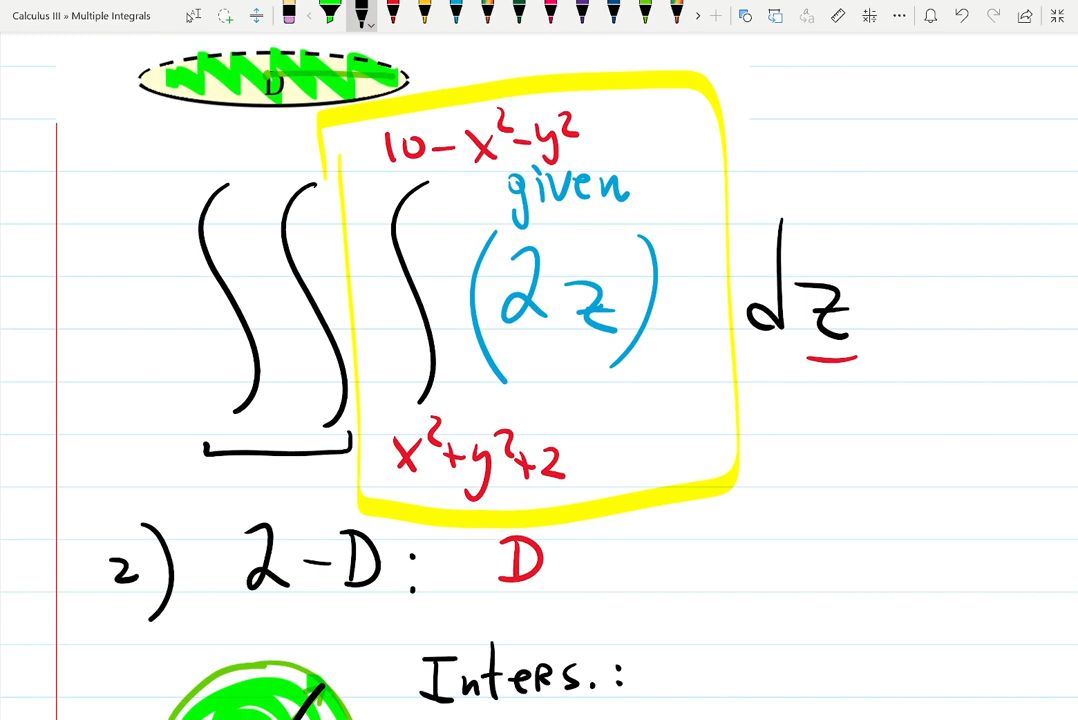 Calculus III » Multiple Integrals
D
10 - x² - y²
given
∫∫∫ (2z) dz
x² + y² + 2
2) 2-D: D
Inters.: